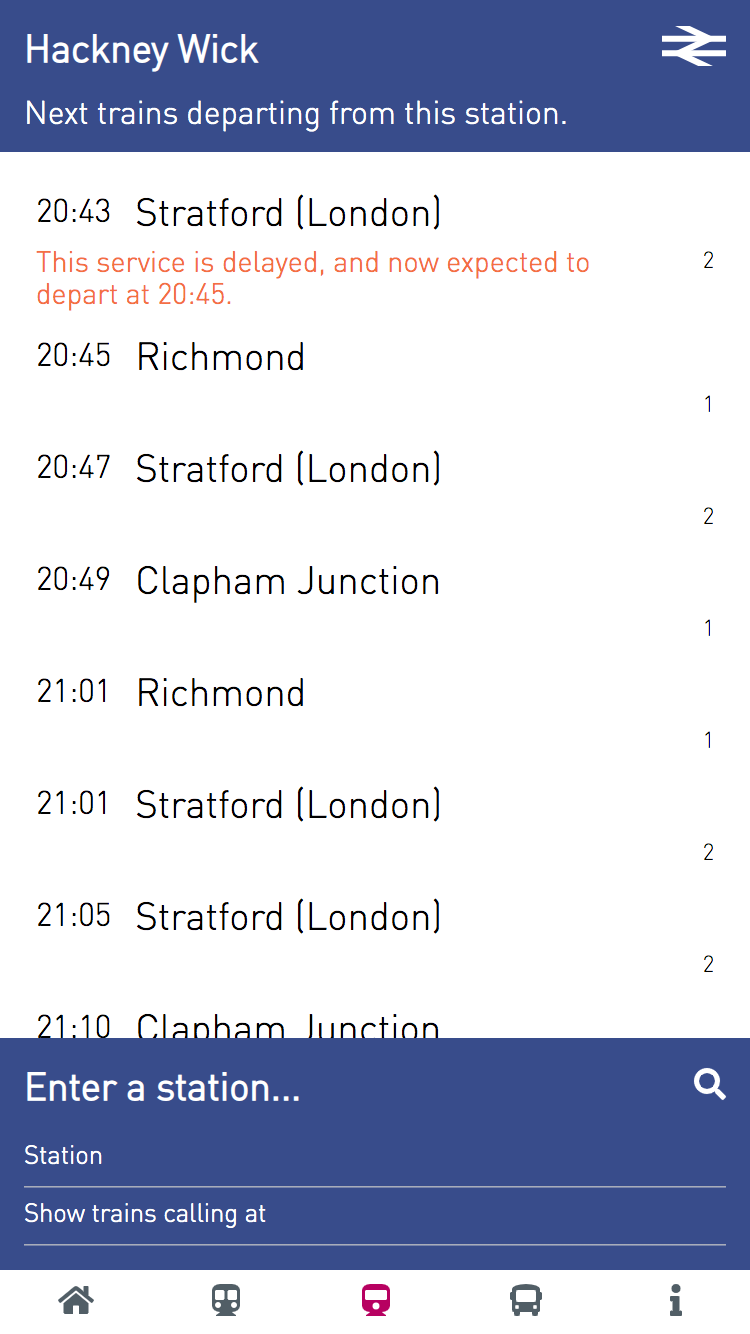 Hackney Wick
Next trains departing from this station.
20:43 Stratford (London)
This service is delayed, and now expected to
depart at 20:45.
2
20:45 Richmond
1
20:47 Stratford (London)
2
20:49 Clapham Junction
1
21:01 Richmond
1
21:01 Stratford (London)
2
21:05 Stratford (London)
2
21:10 Clapham Junction
Enter a station...
Station
Show trains calling at